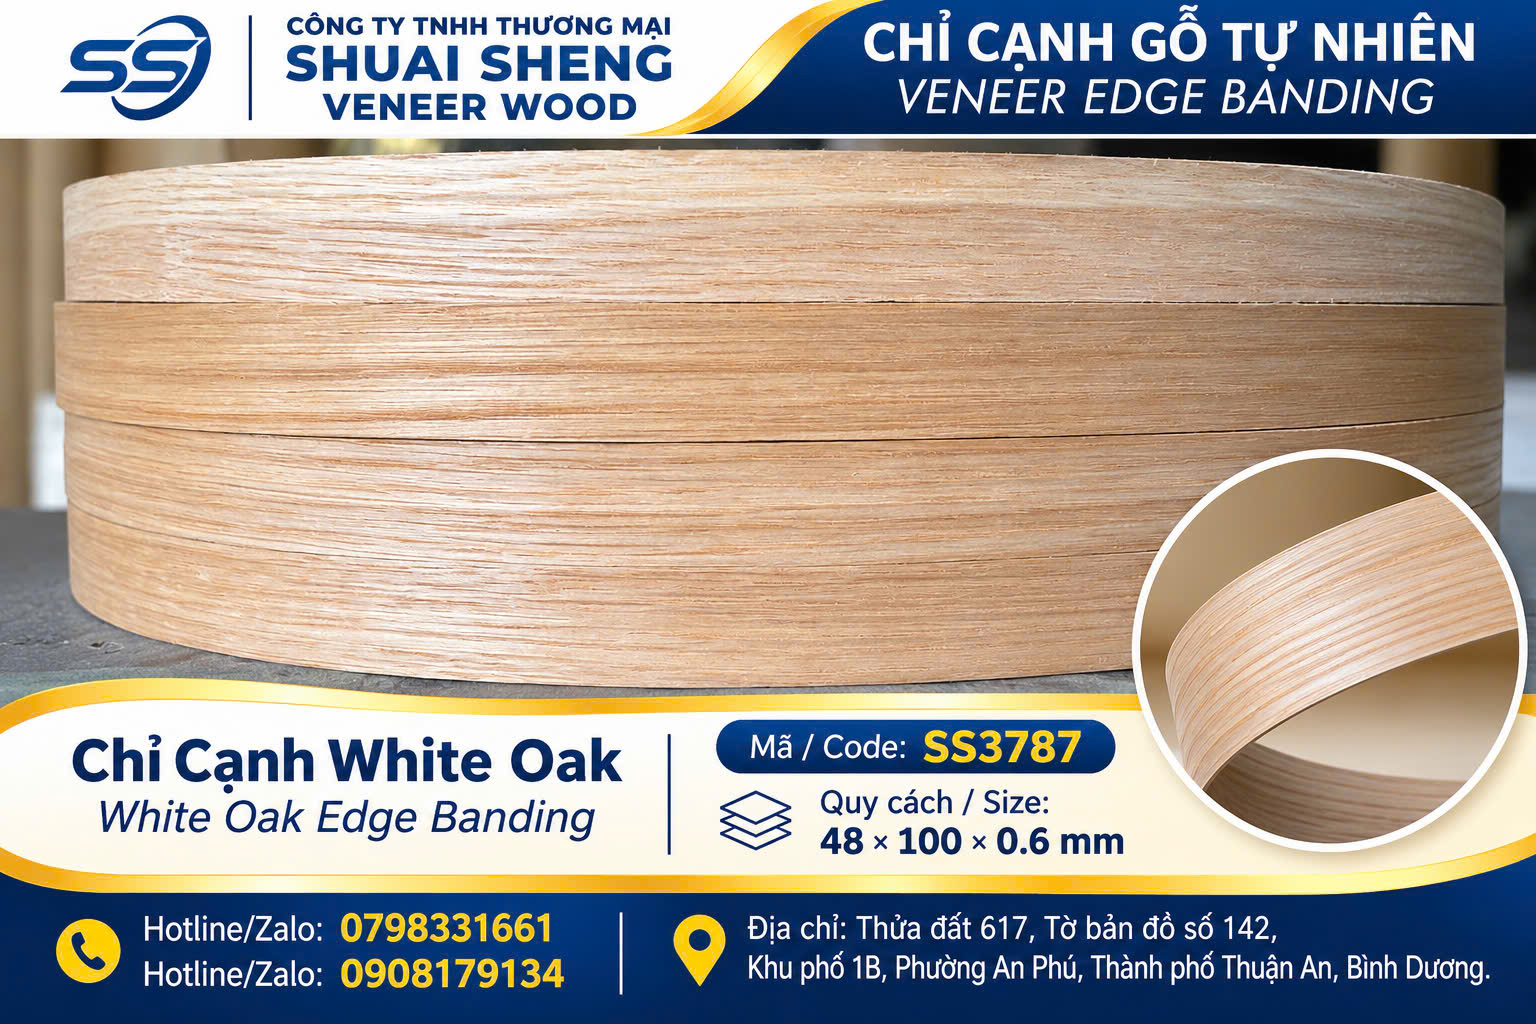 SS
CÔNG TY TNHH THƯƠNG MẠI
SHUAI SHENG
VENEER WOOD
CHỈ CẠNH GỖ TỰ NHIÊN
VENEER EDGE BANDING
Chỉ Cạnh White Oak
White Oak Edge Banding
Mã / Code: SS3787
Quy cách / Size:
48 × 100 × 0.6 mm
Hotline/Zalo: 0798331661
Hotline/Zalo: 0908179134
Địa chỉ: Thửa đất 617, Tờ bản đồ số 142,
Khu phố 1B, Phường An Phú, Thành phố Thuận An, Bình Dương.